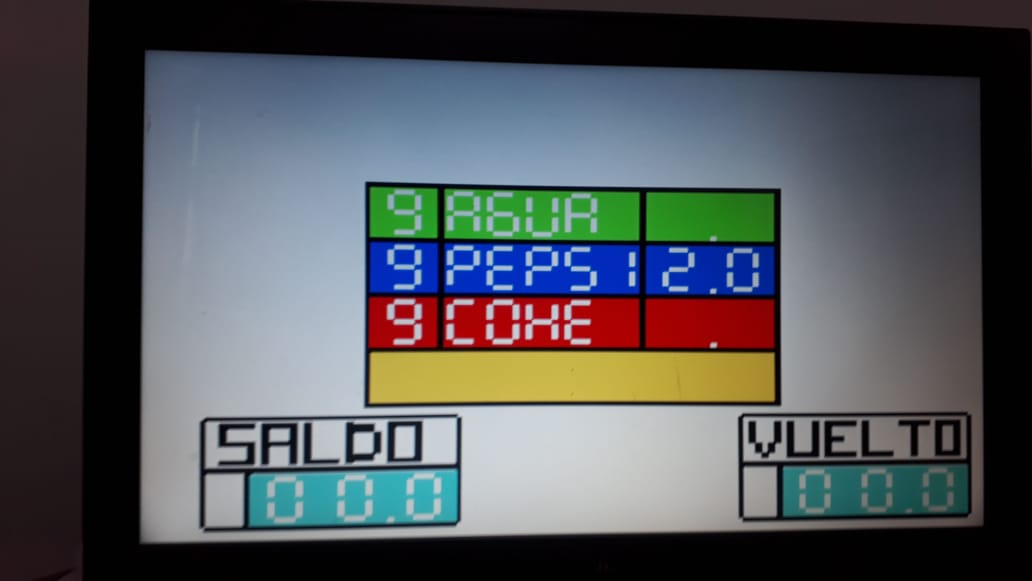 9 AGUA .
9 PEPSI 2.0
9 COKE .
SALDO
00.0
VUELTO
00.0